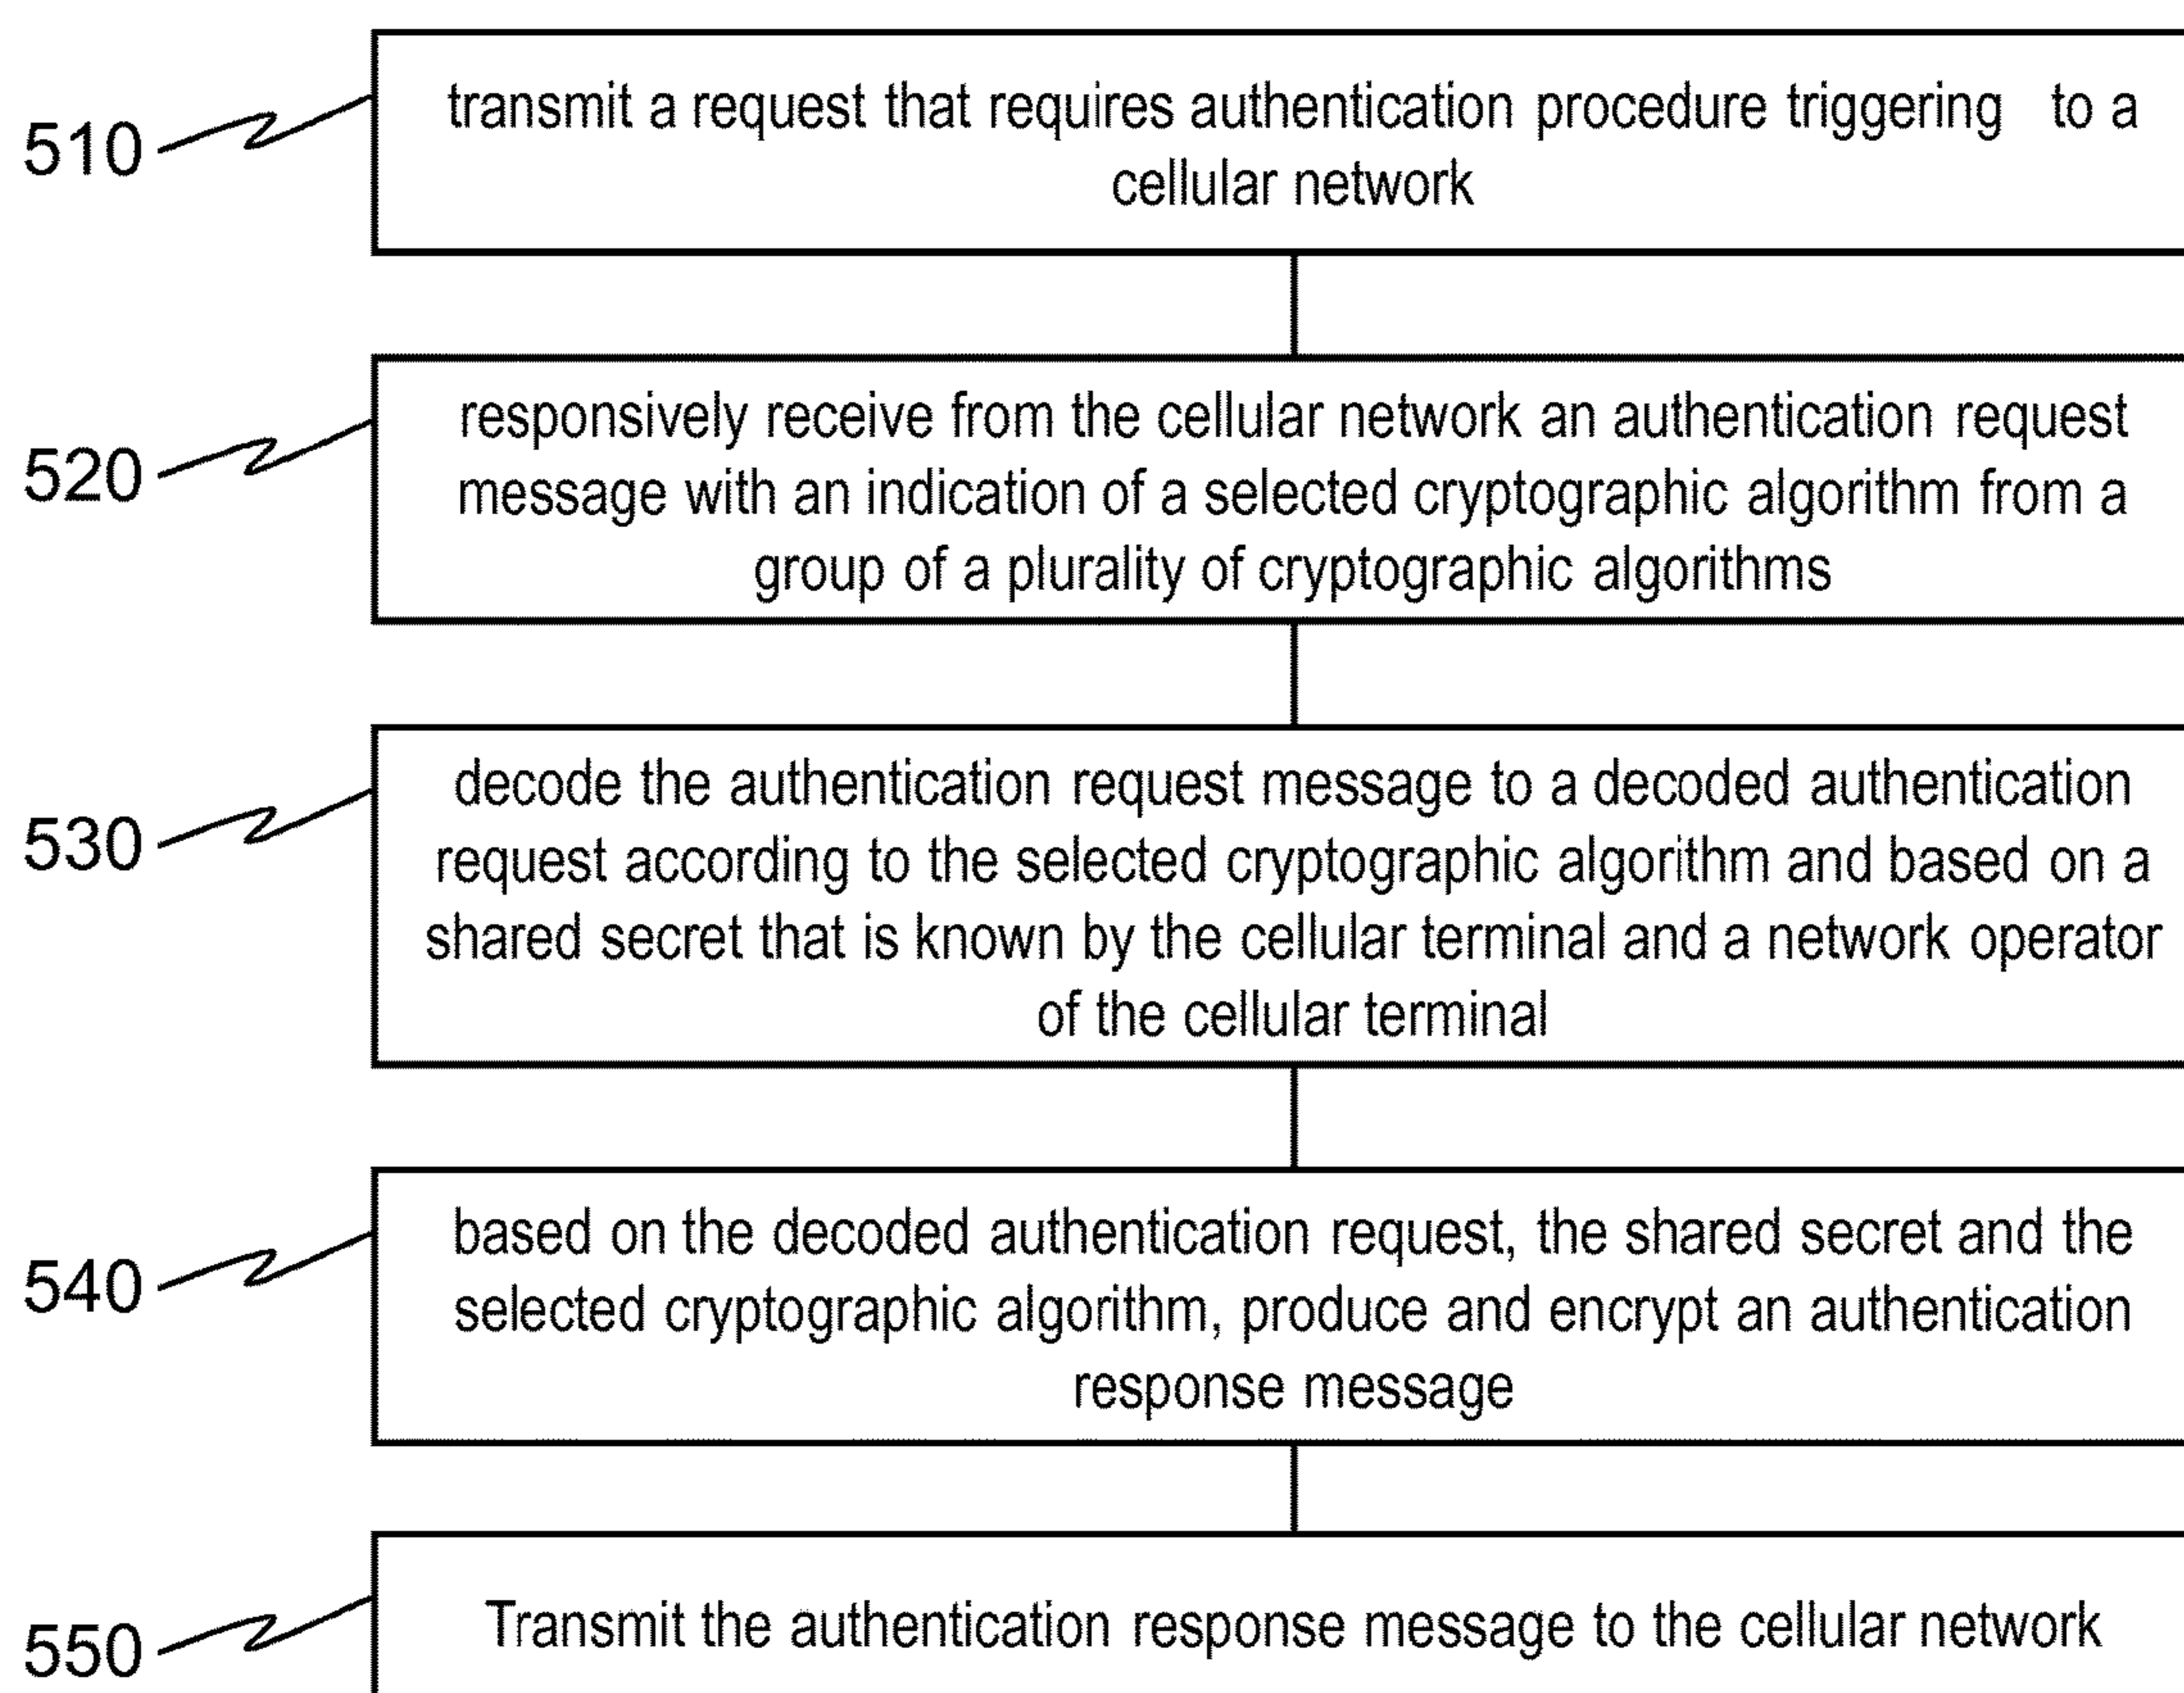 510
transmit a request that requires authentication procedure triggering to a
cellular network
520
responsively receive from the cellular network an authentication request
message with an indication of a selected cryptographic algorithm from a
group of a plurality of cryptographic algorithms
530
decode the authentication request message to a decoded authentication
request according to the selected cryptographic algorithm and based on a
shared secret that is known by the cellular terminal and a network operator
of the cellular terminal
540
based on the decoded authentication request, the shared secret and the
selected cryptographic algorithm, produce and encrypt an authentication
response message
550
Transmit the authentication response message to the cellular network